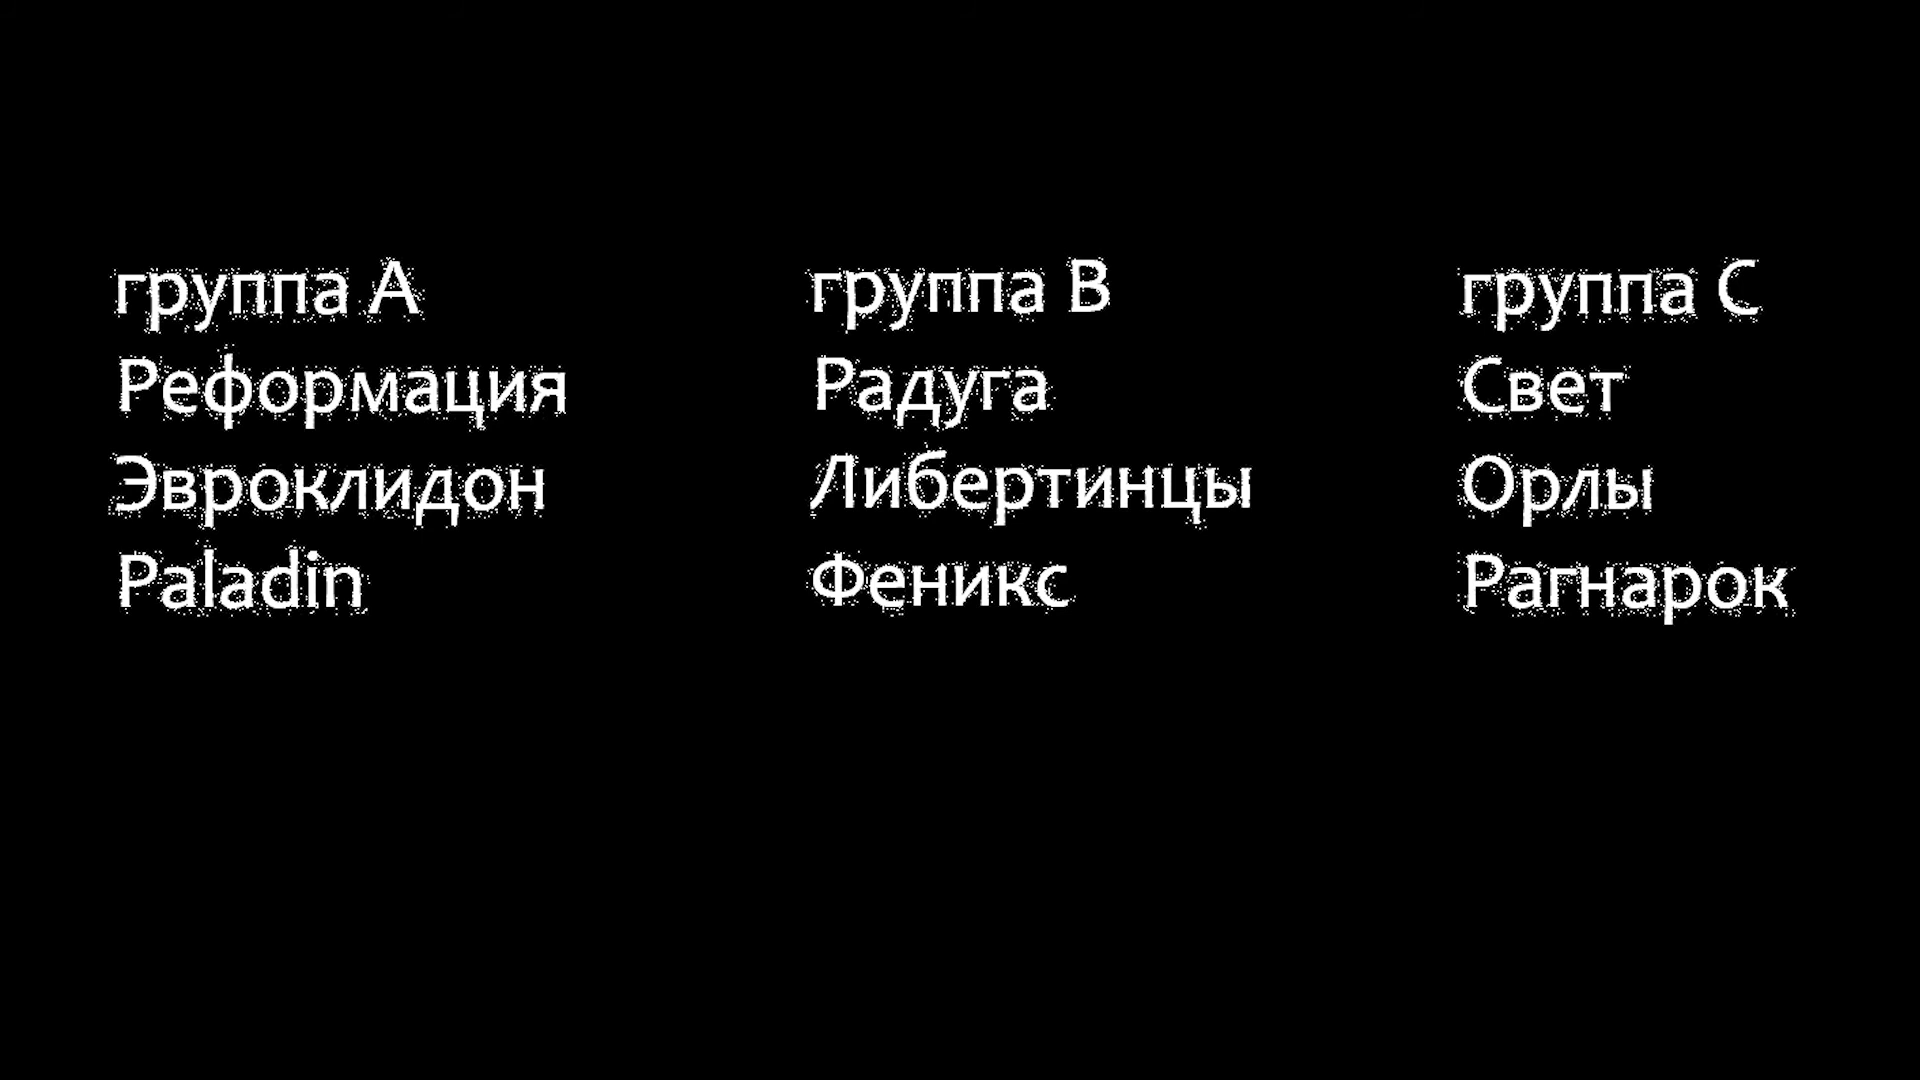 группа А
Реформация
Эвроклидон
Paladin
группа В
Радуга
Либертинцы
Феникс
группа С
Свет
Орлы
Рагнарок